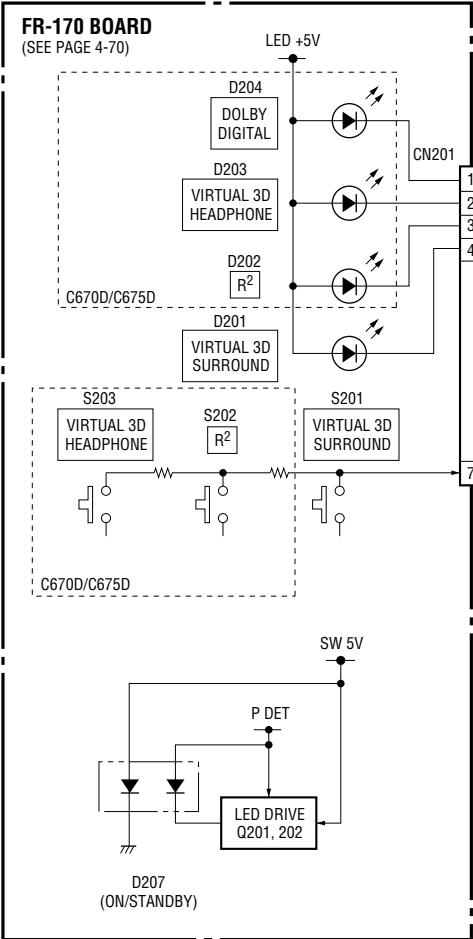 FR-170 BOARD
(SEE PAGE 4-70)
LED +5V
D204
DOLBY
DIGITAL
CN201
1
D203
VIRTUAL 3D
HEADPHONE
2
3
4
D202
R²
C670D/C675D
D201
VIRTUAL 3D
SURROUND
S203
VIRTUAL 3D
HEADPHONE
S202
R²
S201
VIRTUAL 3D
SURROUND
7
C670D/C675D
SW 5V
P DET
LED DRIVE
Q201, 202
D207
(ON/STANDBY)